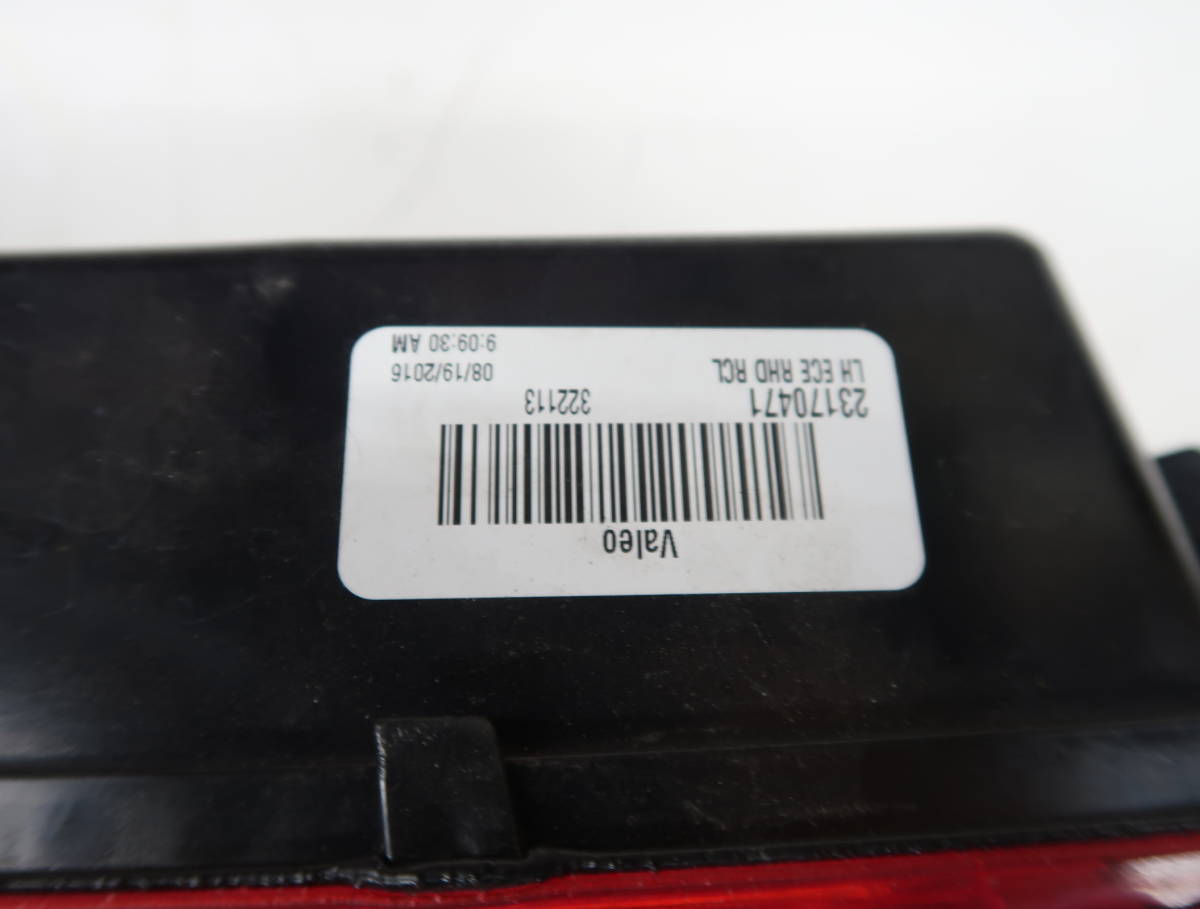 Valeo
23170471 322113
LH ECE RHD RCL 08/19/2016
9:09:30 AM